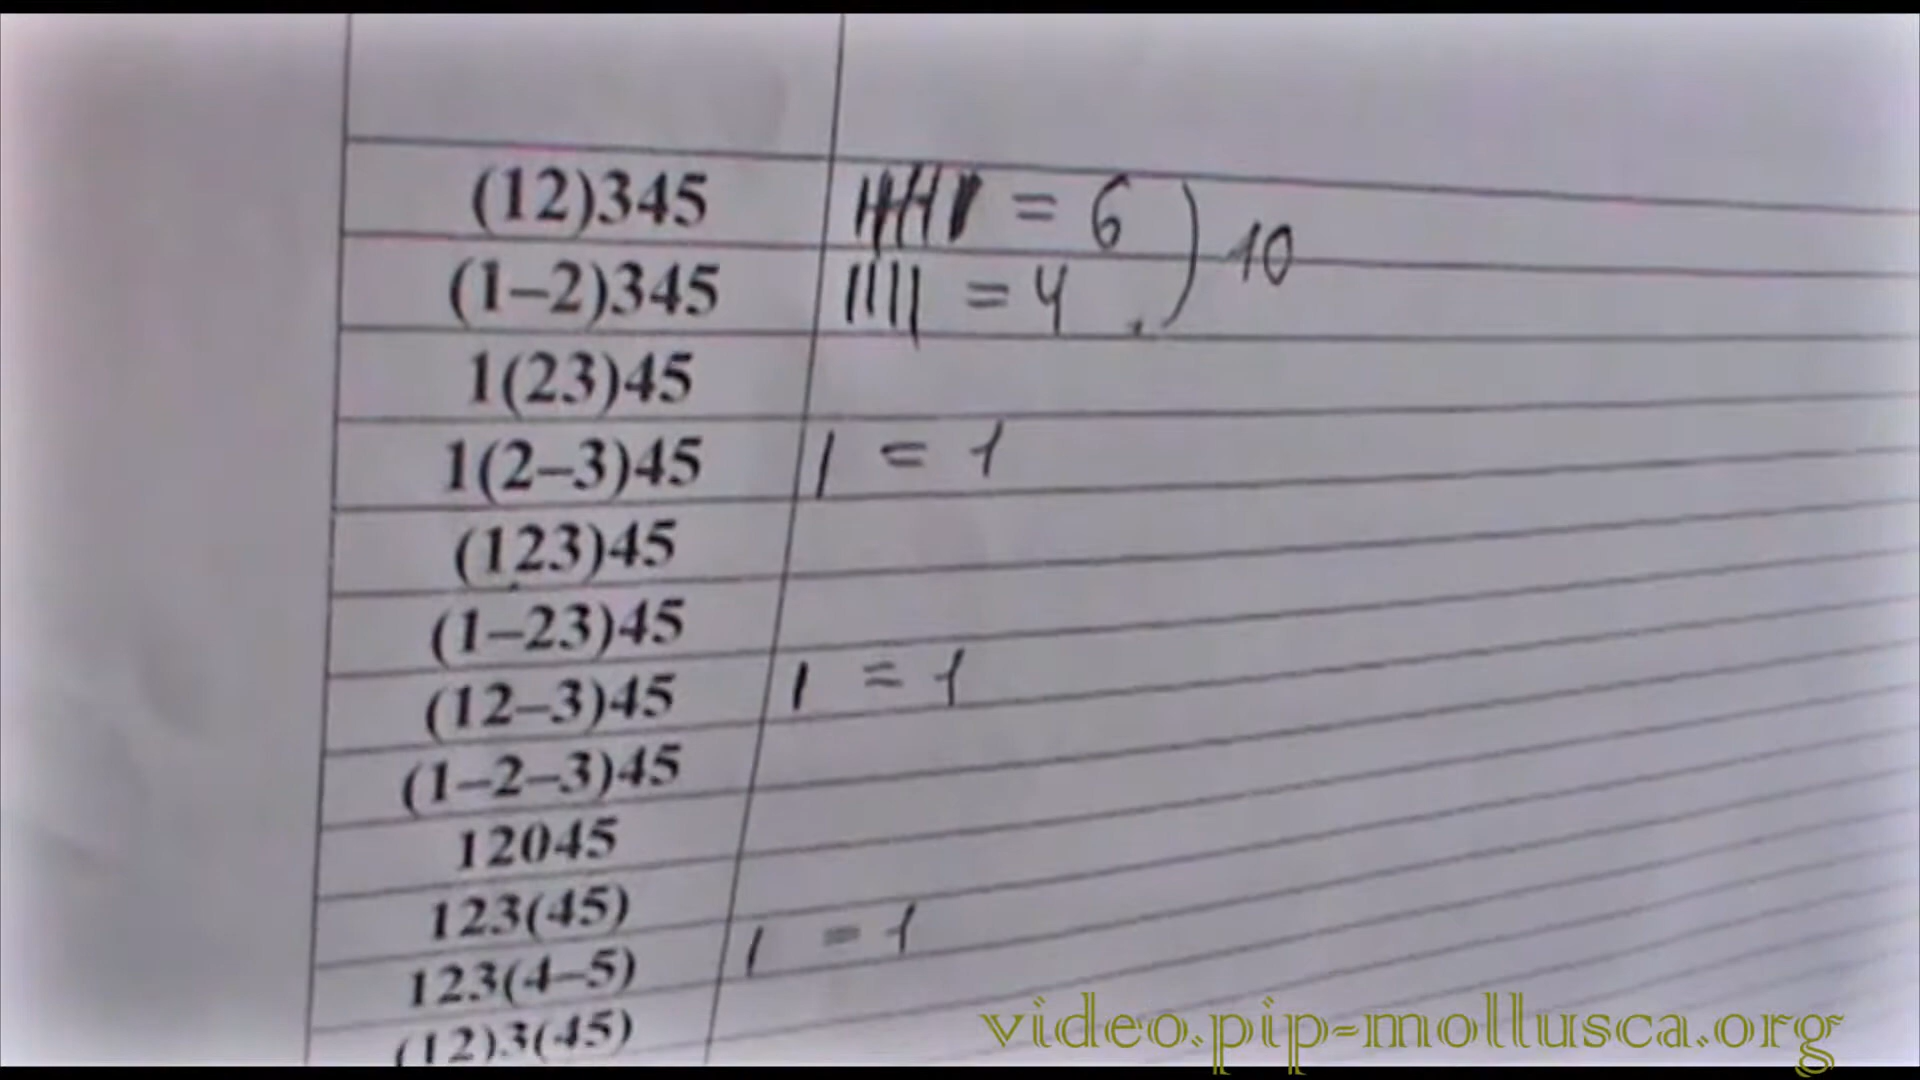 (12)345 = 6
(1–2)345 |||| = 4 ) 10
1(23)45
1(2–3)45 | = 1
(123)45
(1–23)45
(12–3)45 | = 1
(1–2–3)45
12045
123(45)
123(4–5) | = 1
(12)3(45)
video.pip-mollusca.org